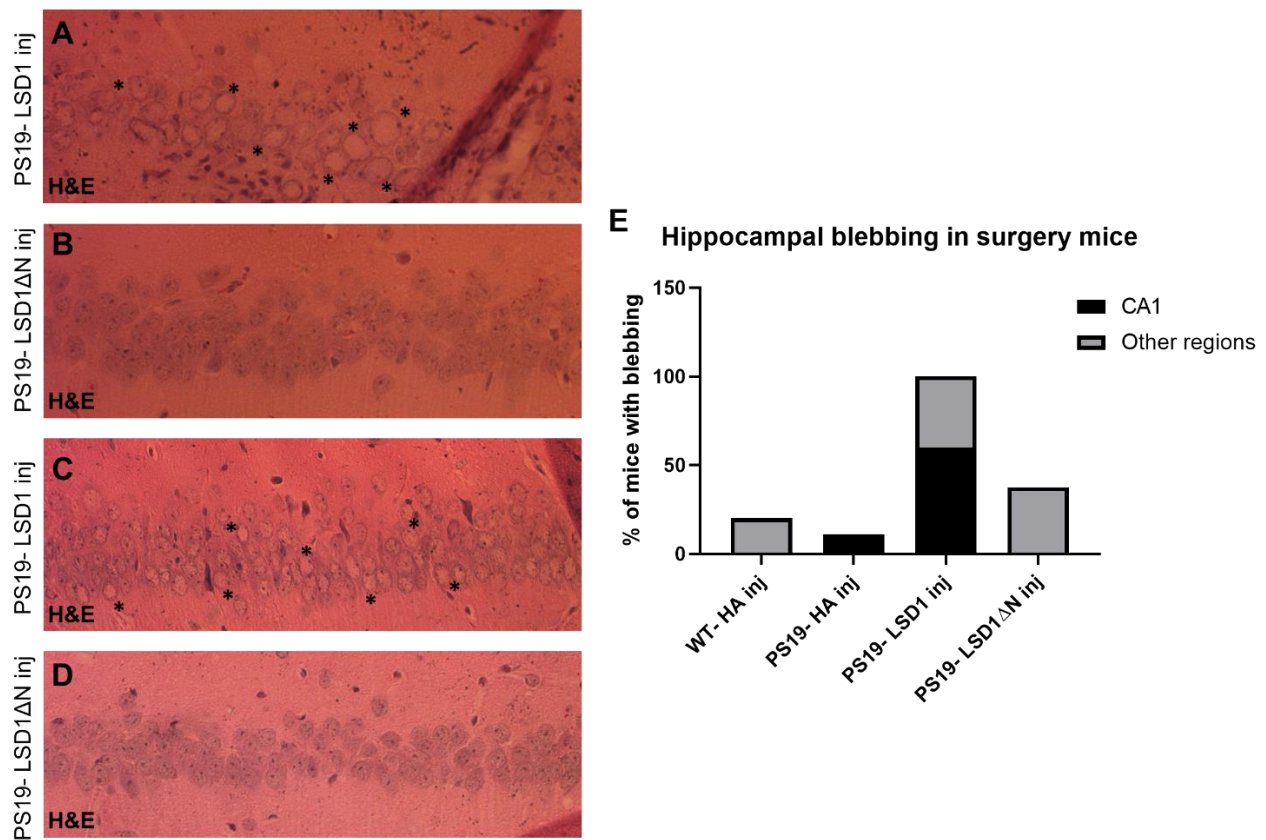 PS19- LSD1 inj
A
* * * * * * *
H&E
PS19- LSD1ΔN inj
B
H&E
PS19- LSD1 inj
C
* * * * * * *
H&E
PS19- LSD1ΔN inj
D
H&E
E
Hippocampal blebbing in surgery mice
% of mice with blebbing
150
100
50
0
CA1
Other regions
WT- HA inj
PS19- HA inj
PS19- LSD1 inj
PS19- LSD1ΔN inj